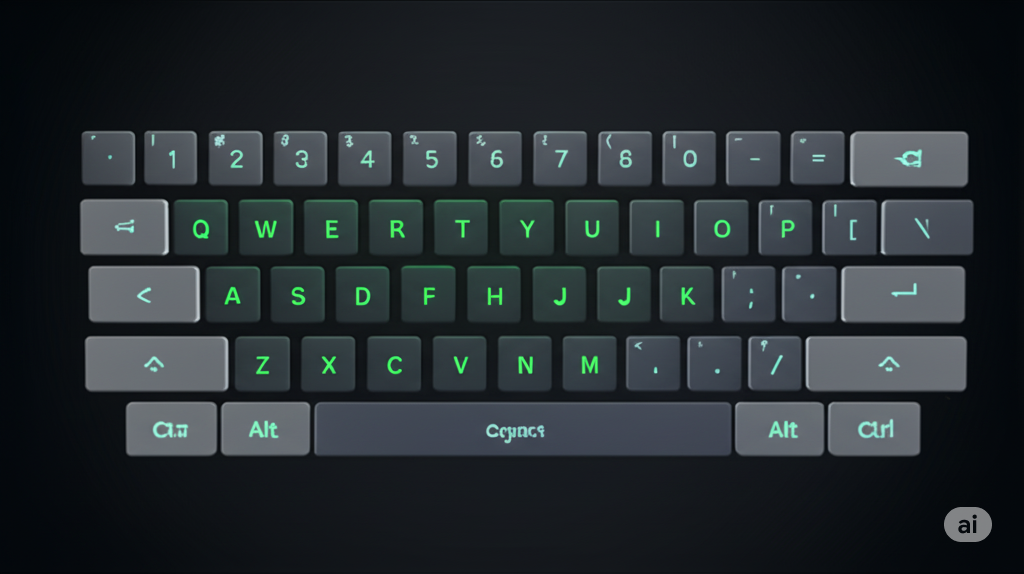 1 2 3 4 5 6 7 8 0 - =
Q W E R T Y U I O P [ \
< A S D F H J J K ;
Z X C V N M . . /
Alt Alt Ctrl
ai